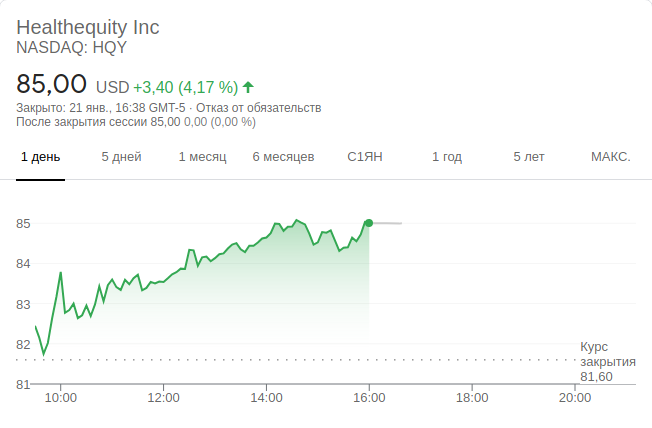 Healthequity Inc
NASDAQ: HQY
85,00 USD +3,40 (4,17 %)
Закрыто: 21 янв., 16:38 GMT-5 · Отказ от обязательств
После закрытия сессии 85,00 0,00 (0,00 %)
1 день 5 дней 1 месяц 6 месяцев С1ЯН 1 год 5 лет МАКС.
85
84
83
82
Курс
закрытия
81,60
81
10:00 12:00 14:00 16:00 18:00 20:00